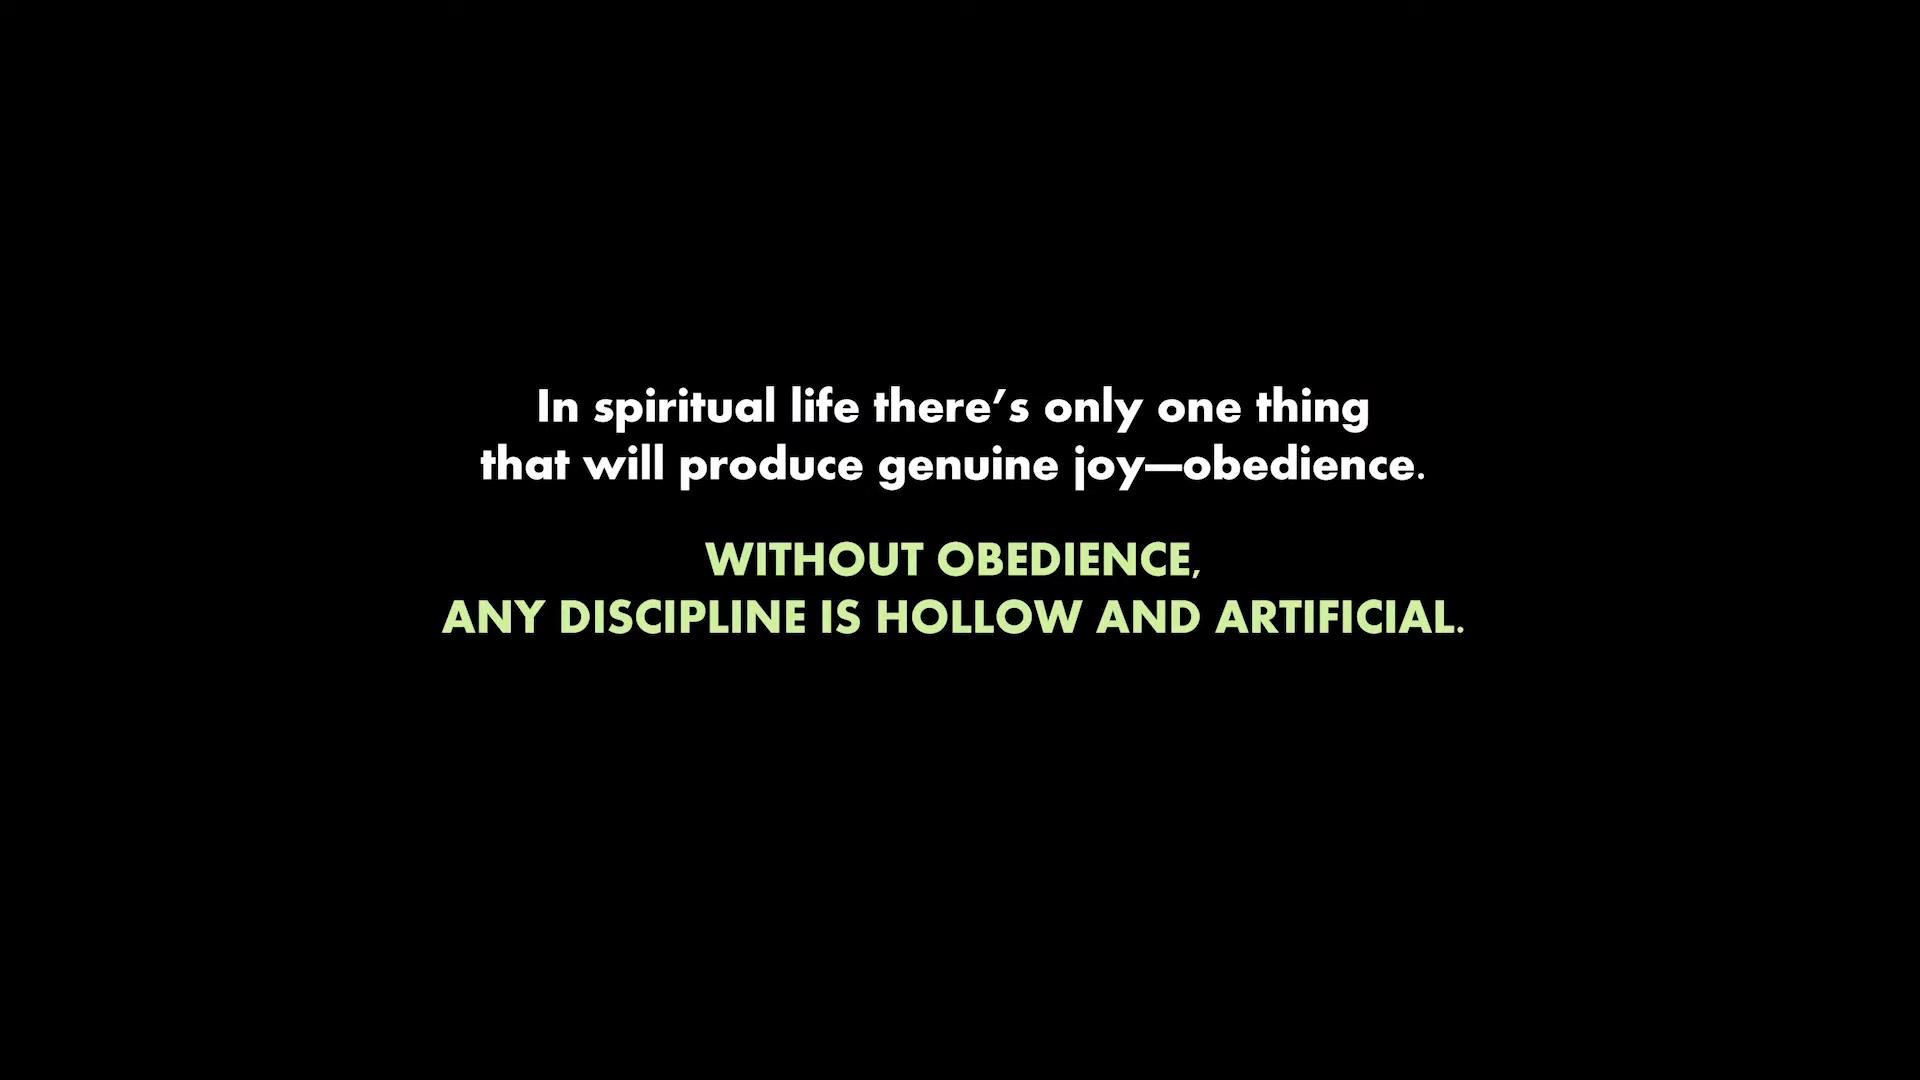 In spiritual life there’s only one thing
that will produce genuine joy—obedience.
WITHOUT OBEDIENCE,
ANY DISCIPLINE IS HOLLOW AND ARTIFICIAL.